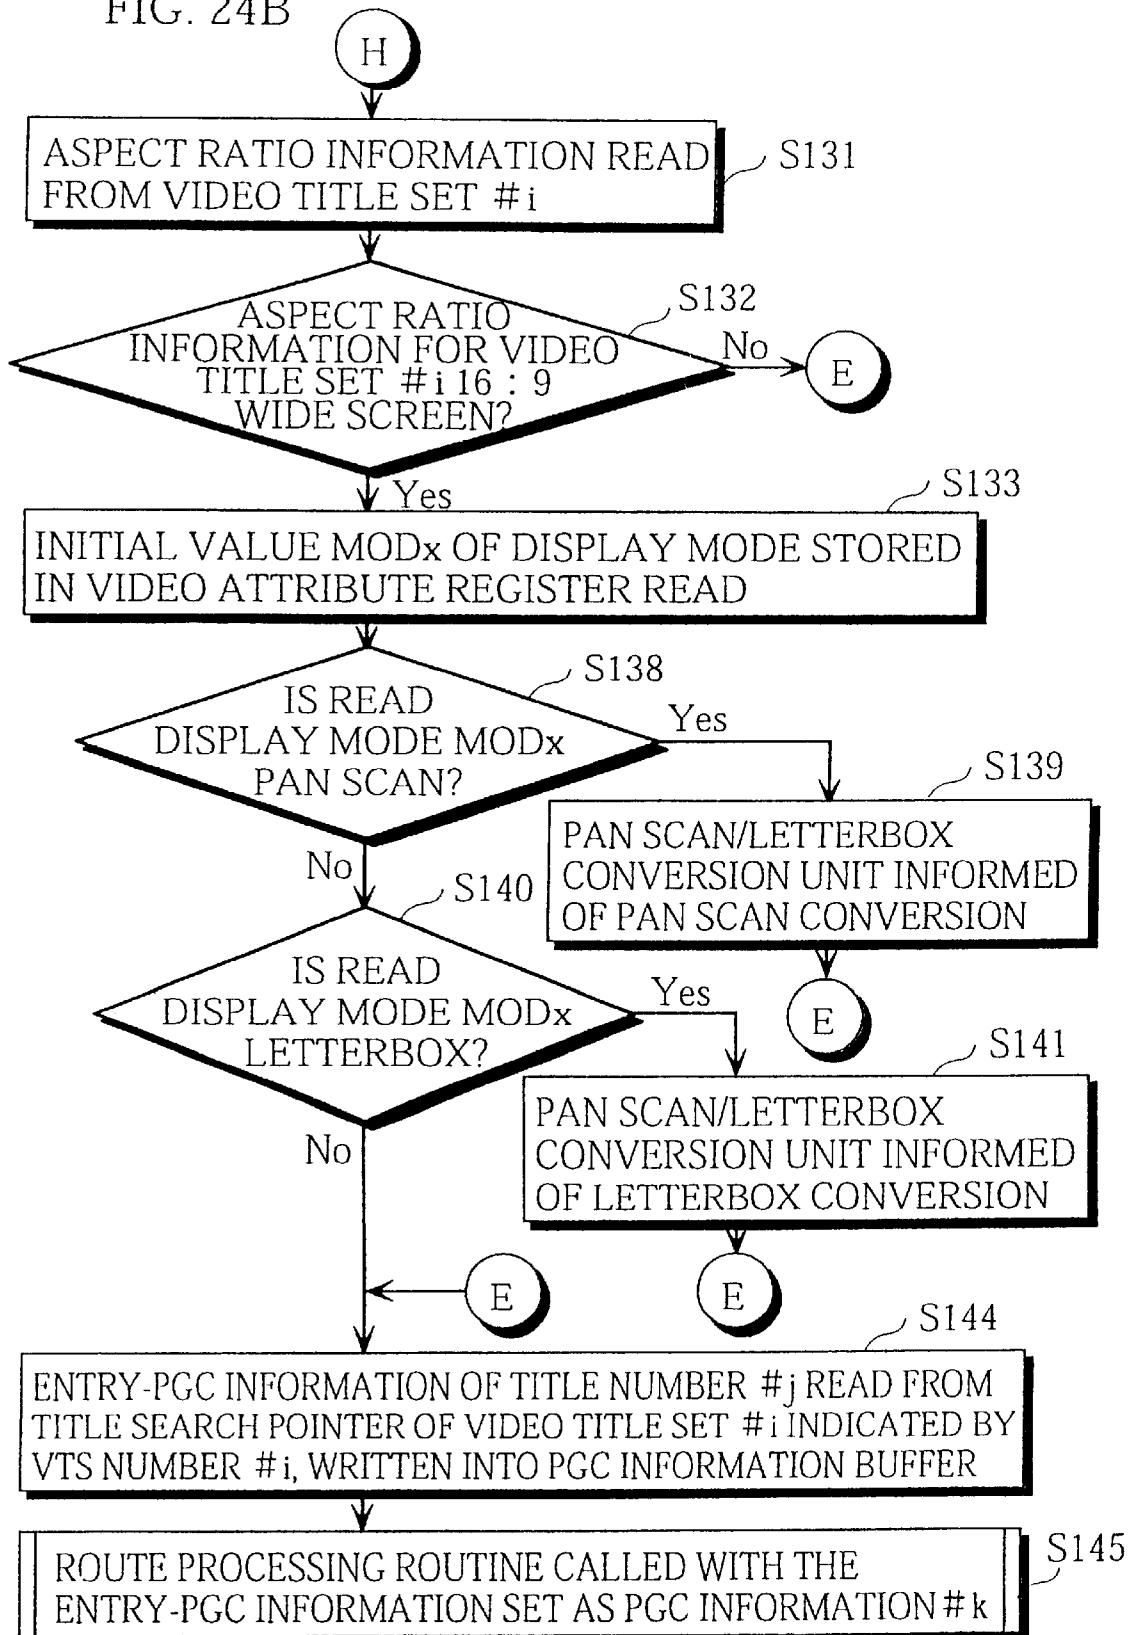 FIG. 24B
H
ASPECT RATIO INFORMATION READ
FROM VIDEO TITLE SET #i
S131
ASPECT RATIO
INFORMATION FOR VIDEO
TITLE SET #i 16 : 9
WIDE SCREEN?
S132
No
E
Yes
S133
INITIAL VALUE MODx OF DISPLAY MODE STORED
IN VIDEO ATTRIBUTE REGISTER READ
S138
IS READ
DISPLAY MODE MODx
PAN SCAN?
Yes
S139
PAN SCAN/LETTERBOX
CONVERSION UNIT INFORMED
OF PAN SCAN CONVERSION
E
No
S140
IS READ
DISPLAY MODE MODx
LETTERBOX?
Yes
S141
PAN SCAN/LETTERBOX
CONVERSION UNIT INFORMED
OF LETTERBOX CONVERSION
E
No
E
S144
ENTRY-PGC INFORMATION OF TITLE NUMBER #j READ FROM
TITLE SEARCH POINTER OF VIDEO TITLE SET #i INDICATED BY
VTS NUMBER #i, WRITTEN INTO PGC INFORMATION BUFFER
S145
ROUTE PROCESSING ROUTINE CALLED WITH THE
ENTRY-PGC INFORMATION SET AS PGC INFORMATION #k